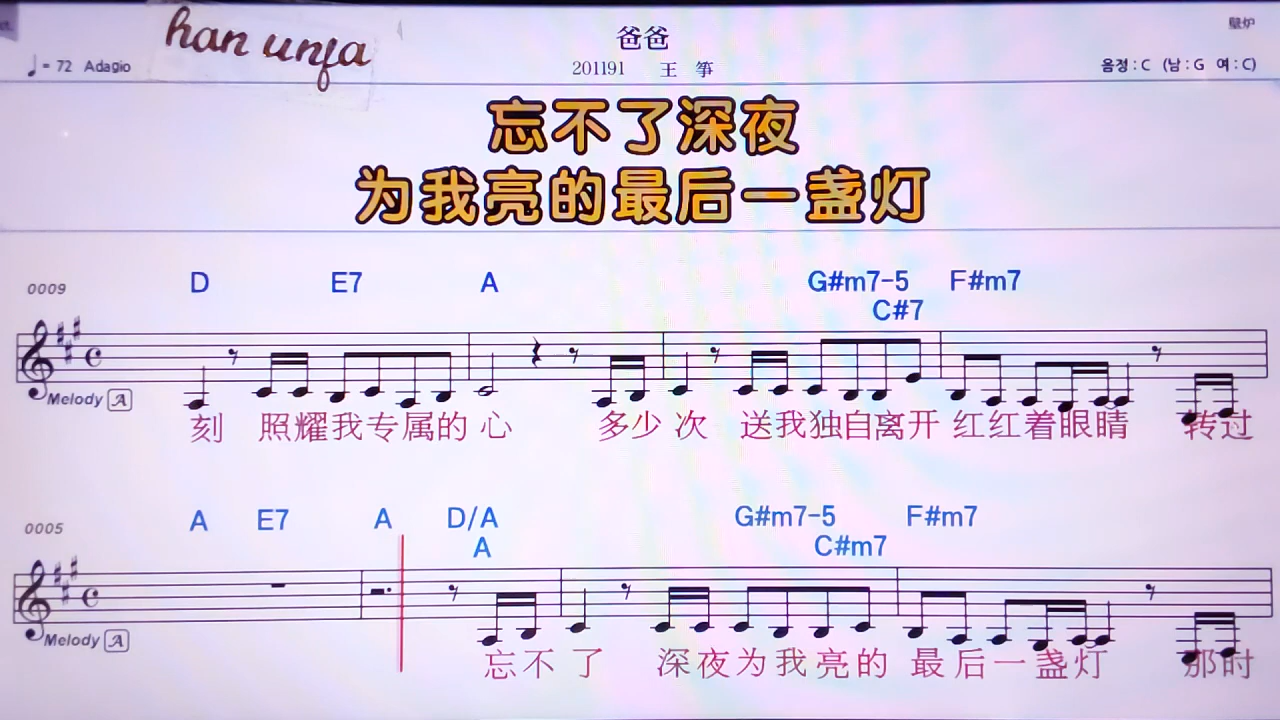 han unfa
爸爸
♩= 72 Adagio
201191 王 筝
음정 : C (남 : G 여 : C)
忘不了深夜
为我亮的最后一盏灯
0009
D E7 A G#m7-5 F#m7
C#7
Melody A
刻 照耀我专属的 心 多少 次 送我独自离开 红红着眼睛 转过
0005
A E7 A D/A G#m7-5 F#m7
A C#m7
Melody A
忘不了 深夜为我亮的 最后一盏灯 那时